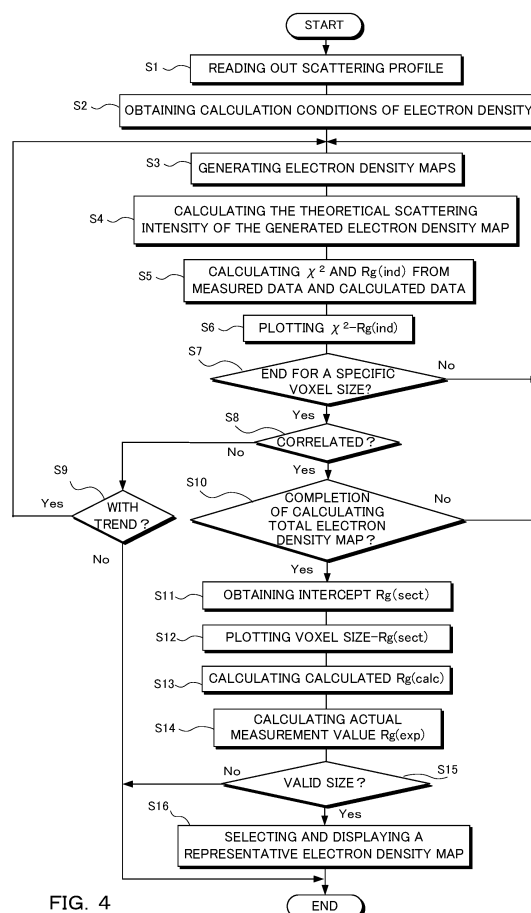 START
S1 READING OUT SCATTERING PROFILE
S2 OBTAINING CALCULATION CONDITIONS OF ELECTRON DENSITY
S3 GENERATING ELECTRON DENSITY MAPS
S4 CALCULATING THE THEORETICAL SCATTERING
INTENSITY OF THE GENERATED ELECTRON DENSITY MAP
S5 CALCULATING χ² AND Rg(ind) FROM
MEASURED DATA AND CALCULATED DATA
S6 PLOTTING χ²-Rg(ind)
S7 END FOR A SPECIFIC
VOXEL SIZE?
No
Yes
S8 CORRELATED?
No
Yes
S9 WITH
TREND?
Yes
No
S10 COMPLETION
OF CALCULATING
TOTAL ELECTRON
DENSITY MAP?
No
Yes
S11 OBTAINING INTERCEPT Rg(sect)
S12 PLOTTING VOXEL SIZE-Rg(sect)
S13 CALCULATING CALCULATED Rg(calc)
S14 CALCULATING ACTUAL
MEASUREMENT VALUE Rg(exp)
No
VALID SIZE? S15
Yes
S16 SELECTING AND DISPLAYING A
REPRESENTATIVE ELECTRON DENSITY MAP
FIG. 4
END